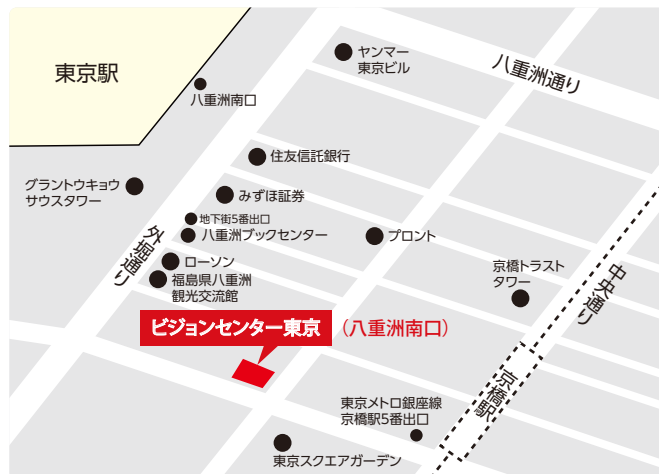 東京駅
ヤンマー
東京ビル
八重洲通り
八重洲南口
住友信託銀行
グラントウキョウ
サウスタワー
みずほ証券
地下街5番出口
八重洲ブックセンター
プロント
外堀通り
ローソン
福島県八重洲
観光交流館
京橋トラスト
タワー
中央通り
ビジョンセンター東京 (八重洲南口)
京橋駅
東京メトロ銀座線
京橋駅5番出口
東京スクエアガーデン